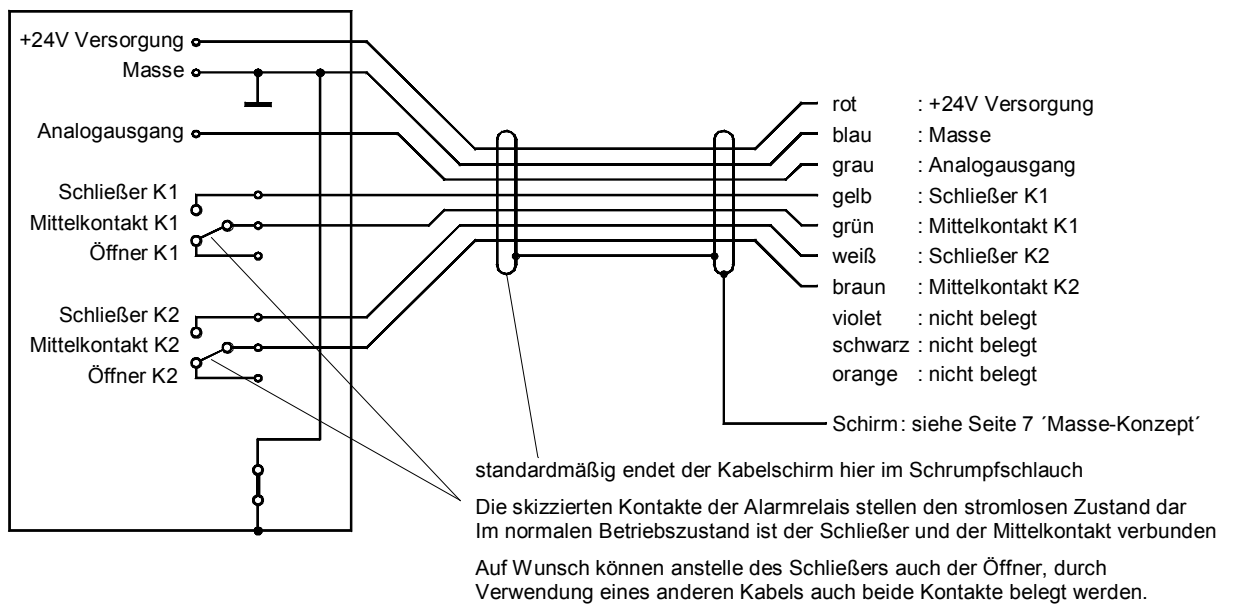 +24V Versorgung
Masse
Analogausgang
Schließer K1
Mittelkontakt K1
Öffner K1
Schließer K2
Mittelkontakt K2
Öffner K2
rot : +24V Versorgung
blau : Masse
grau : Analogausgang
gelb : Schließer K1
grün : Mittelkontakt K1
weiß : Schließer K2
braun : Mittelkontakt K2
violet : nicht belegt
schwarz : nicht belegt
orange : nicht belegt
Schirm : siehe Seite 7 ´Masse-Konzept´
standardmäßig endet der Kabelschirm hier im Schrumpfschlauch
Die skizzierten Kontakte der Alarmrelais stellen den stromlosen Zustand dar
Im normalen Betriebszustand ist der Schließer und der Mittelkontakt verbunden
Auf Wunsch können anstelle des Schließers auch der Öffner, durch
Verwendung eines anderen Kabels auch beide Kontakte belegt werden.